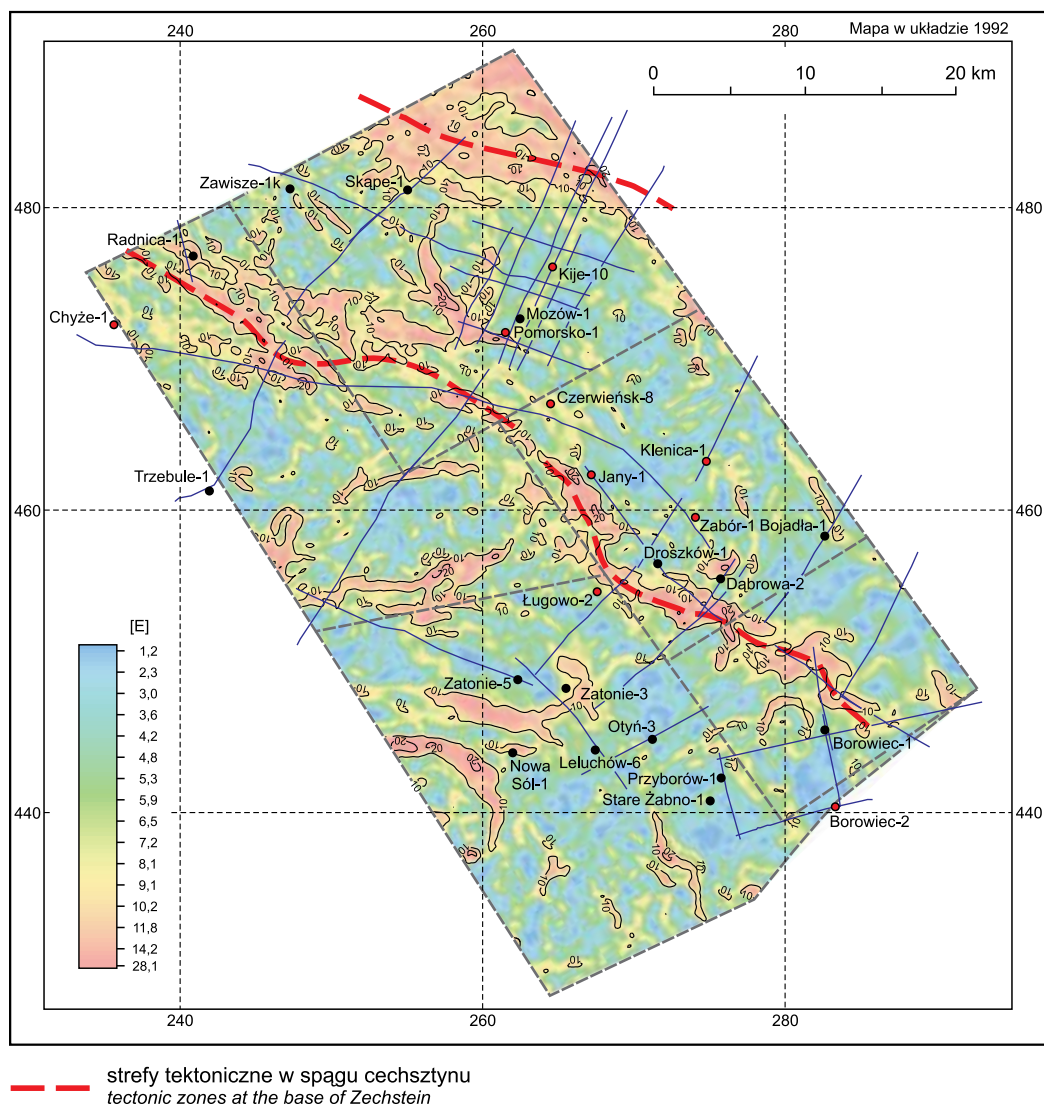 240
260
280
Mapa w układzie 1992
0
12
20 km
Zawisze-1k
Skąpe-1
480
480
Radnica-1
Kije-10
Chyże-1
Mozów-1
Pomorsko-1
Czerwieńsk-8
Klenica-1
Trzebule-1
Jany-1
460
460
Zabór-1
Bojadła-1
Droszków-1
Dąbrowa-2
Ługowo-2
[E]
1,2
2,3
3,0
3,6
4,2
4,8
5,3
5,9
6,5
7,2
8,1
9,1
10,2
11,8
14,2
28,1
Zatonie-5
Zatonie-3
Otyń-3
Borowiec-1
Nowa
Sól-1
Leluchów-6
Przyborów-1
Stare Żabno-1
440
440
Borowiec-2
240
260
280
strefy tektoniczne w spągu cechsztynu
tectonic zones at the base of Zechstein